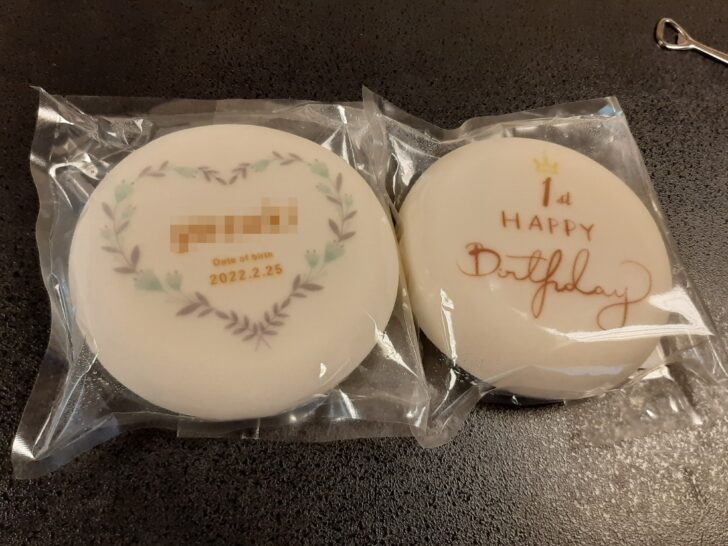 Date of birth
2022.2.25
1st
HAPPY
Birthday